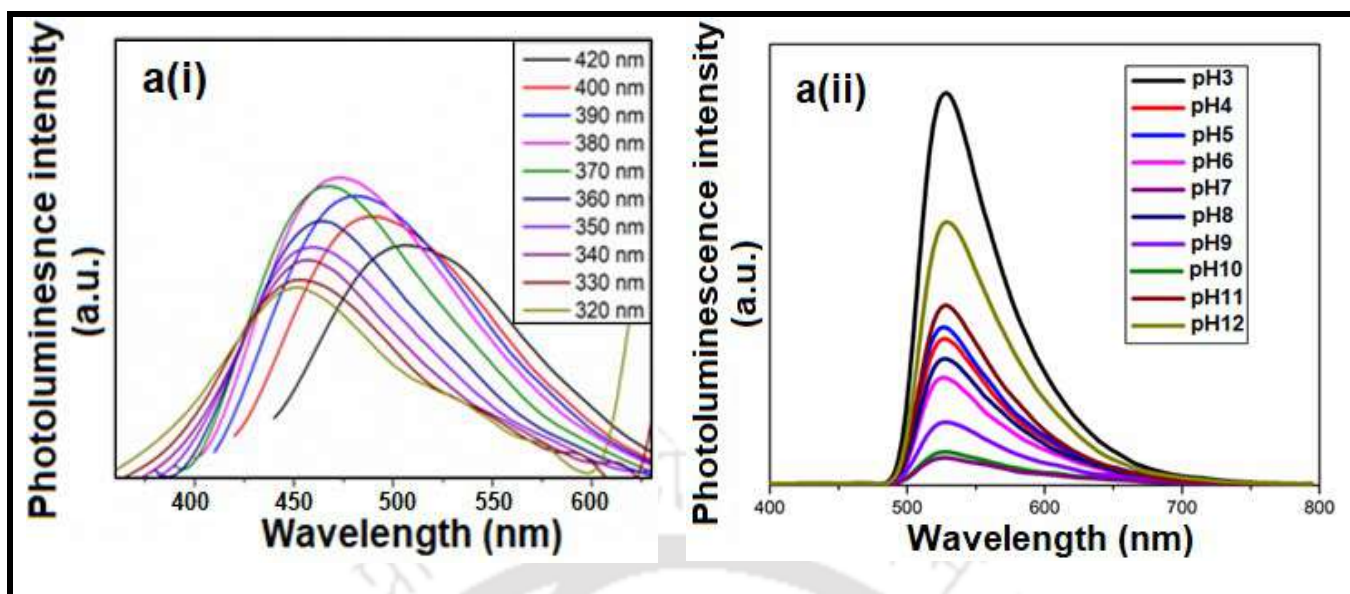 a(i)
Photoluminesnce intensity
(a.u.)
420 nm
400 nm
390 nm
380 nm
370 nm
360 nm
350 nm
340 nm
330 nm
320 nm
400
450
500
550
600
Wavelength (nm)
a(ii)
Photoluminescence intensity
(a.u.)
pH3
pH4
pH5
pH6
pH7
pH8
pH9
pH10
pH11
pH12
400
500
600
700
800
Wavelength (nm)